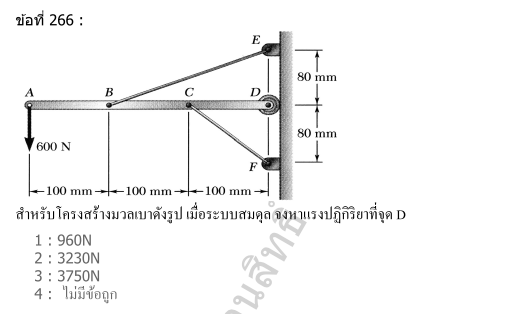 ข้อที่ 266 :
E
80 mm
A B C D
600 N
80 mm
F
100 mm 100 mm 100 mm
สำหรับโครงสร้างมวลเบาดังรูป เมื่อระบบสมดุล จงหาแรงปฏิกิริยาที่จุด D
1 : 960N
2 : 3230N
3 : 3750N
4 : ไม่มีข้อถูก